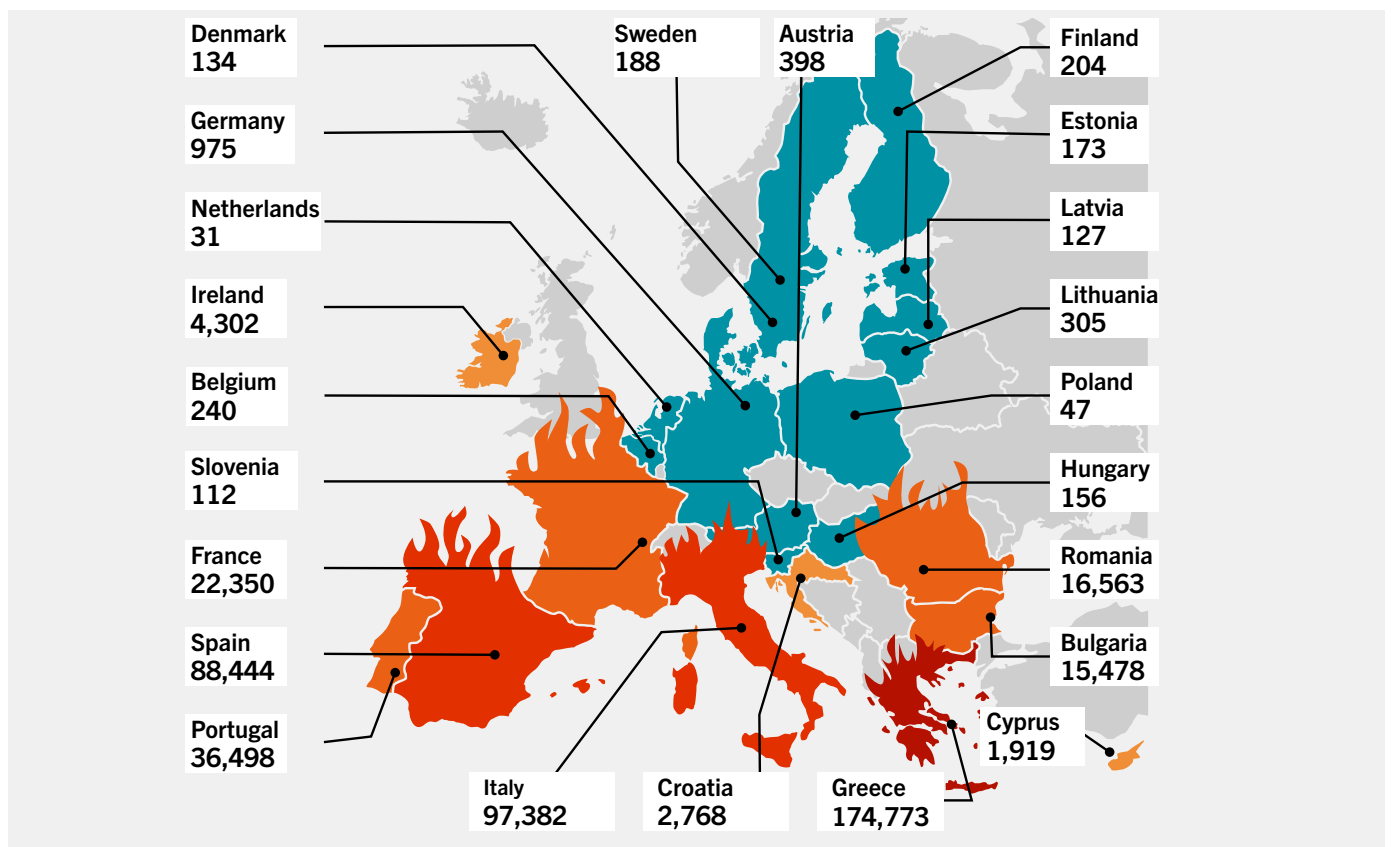 Denmark
134
Sweden
188
Austria
398
Finland
204
Germany
975
Estonia
173
Netherlands
31
Latvia
127
Ireland
4,302
Lithuania
305
Belgium
240
Poland
47
Slovenia
112
Hungary
156
France
22,350
Romania
16,563
Spain
88,444
Bulgaria
15,478
Portugal
36,498
Cyprus
1,919
Italy
97,382
Croatia
2,768
Greece
174,773